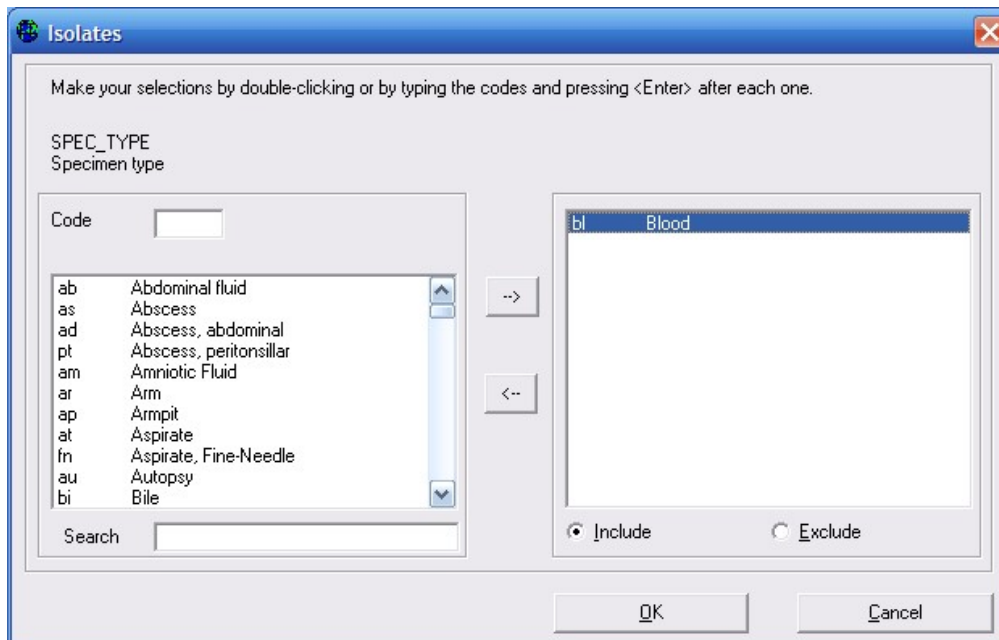 Isolates
Make your selections by double-clicking or by typing the codes and pressing <Enter> after each one.
SPEC_TYPE
Specimen type
Code
ab Abdominal fluid
as Abscess
ad Abscess, abdominal
pt Abscess, peritonsillar
am Amniotic Fluid
ar Arm
ap Armpit
at Aspirate
fn Aspirate, Fine-Needle
au Autopsy
bi Bile
Search
-->
<--
bl Blood
Include Exclude
OK Cancel